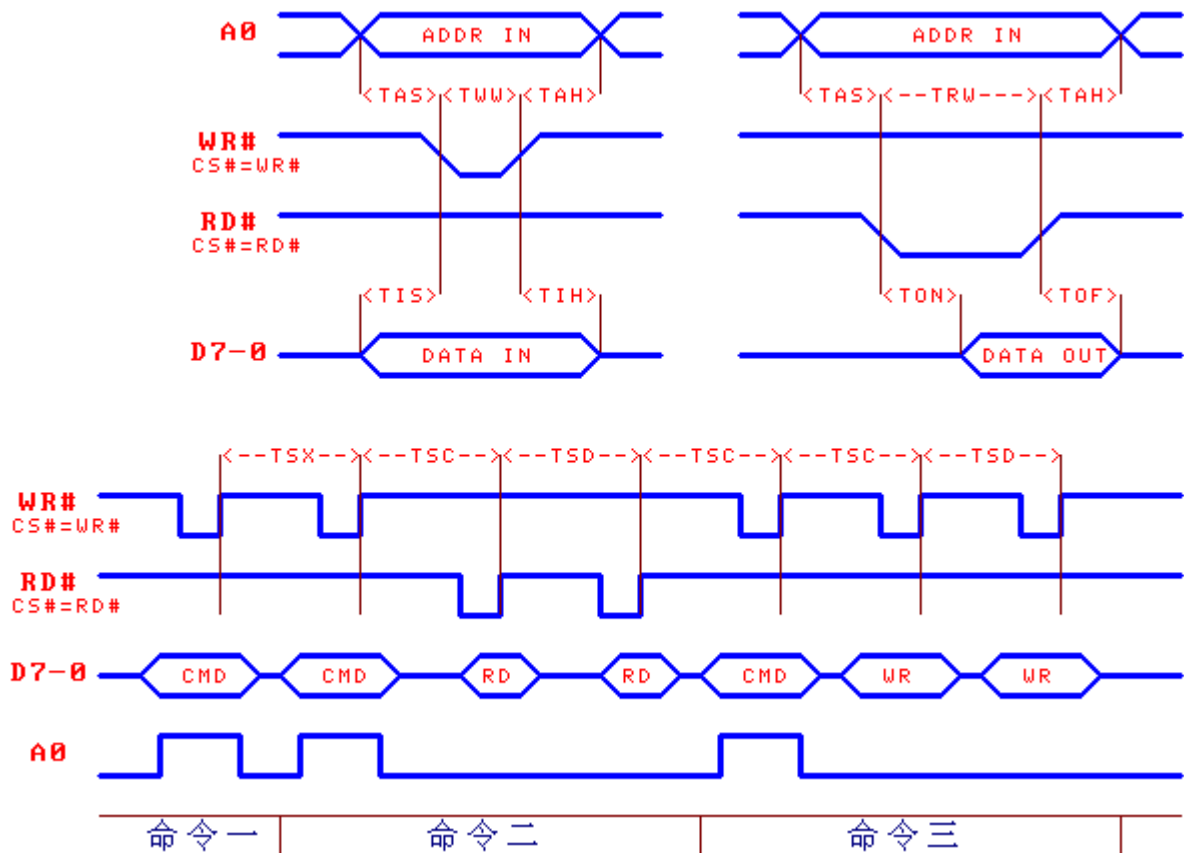 A0 ADDR IN ADDR IN
<TAS><TWW><TAH> <TAS><--TRW---><TAH>
WR#
CS#=WR#
RD#
CS#=RD#
<TIS> <TIH> <TON> <TOF>
D7-0 DATA IN DATA OUT
<--TSX--><--TSC--><--TSD--><--TSC--><--TSC--><--TSD-->
WR#
CS#=WR#
RD#
CS#=RD#
D7-0 CMD CMD RD RD CMD WR WR
A0
命令一 命令二 命令三